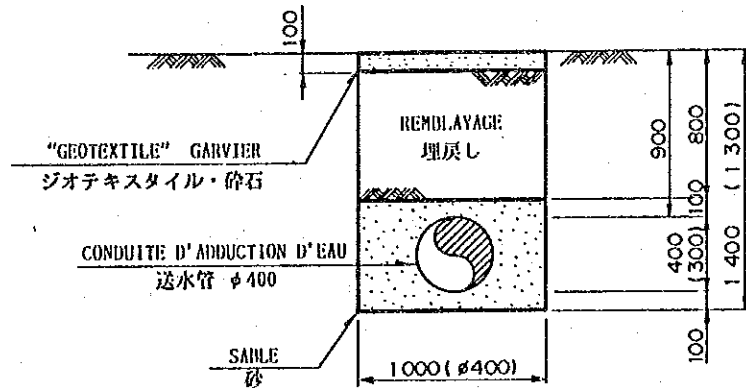 100
"GEOTEXTILE" GARVIER
ジオテキスタイル・砕石
REMBLAYAGE
埋戻し
CONDUITE D'ADDUCTION D'EAU
送水管 φ400
SABLE
砂
1000(φ400)
900
800
100
400
(300)
100
1400
(1300)